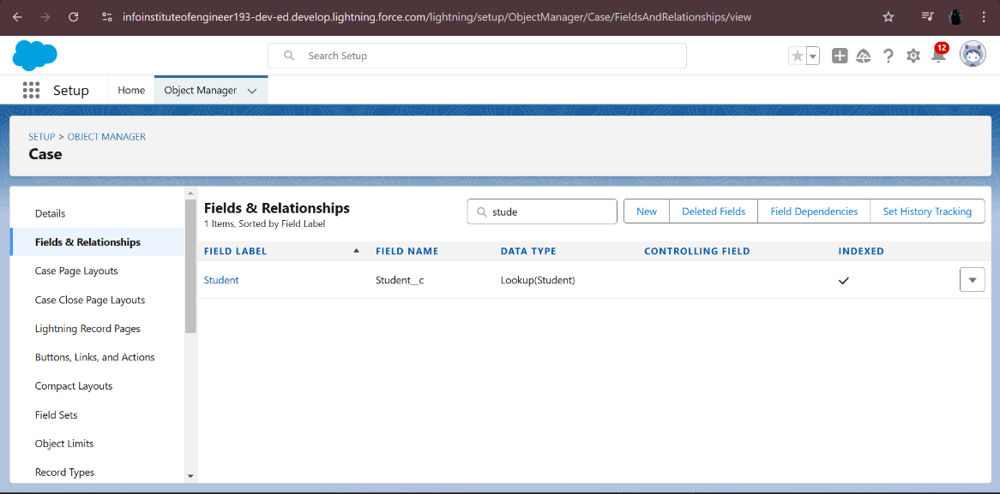 infoinstituteofengineer193-dev-ed.develop.lightning.force.com/lightning/setup/ObjectManager/Case/FieldsAndRelationships/view
Search Setup
12
Setup
Home
Object Manager
SETUP > OBJECT MANAGER
Case
Details
Fields & Relationships
Case Page Layouts
Case Close Page Layouts
Lightning Record Pages
Buttons, Links, and Actions
Compact Layouts
Field Sets
Object Limits
Record Types
Fields & Relationships
1 Items, Sorted by Field Label
stude
New
Deleted Fields
Field Dependencies
Set History Tracking
FIELD LABEL FIELD NAME DATA TYPE CONTROLLING FIELD INDEXED
Student Student__c Lookup(Student)